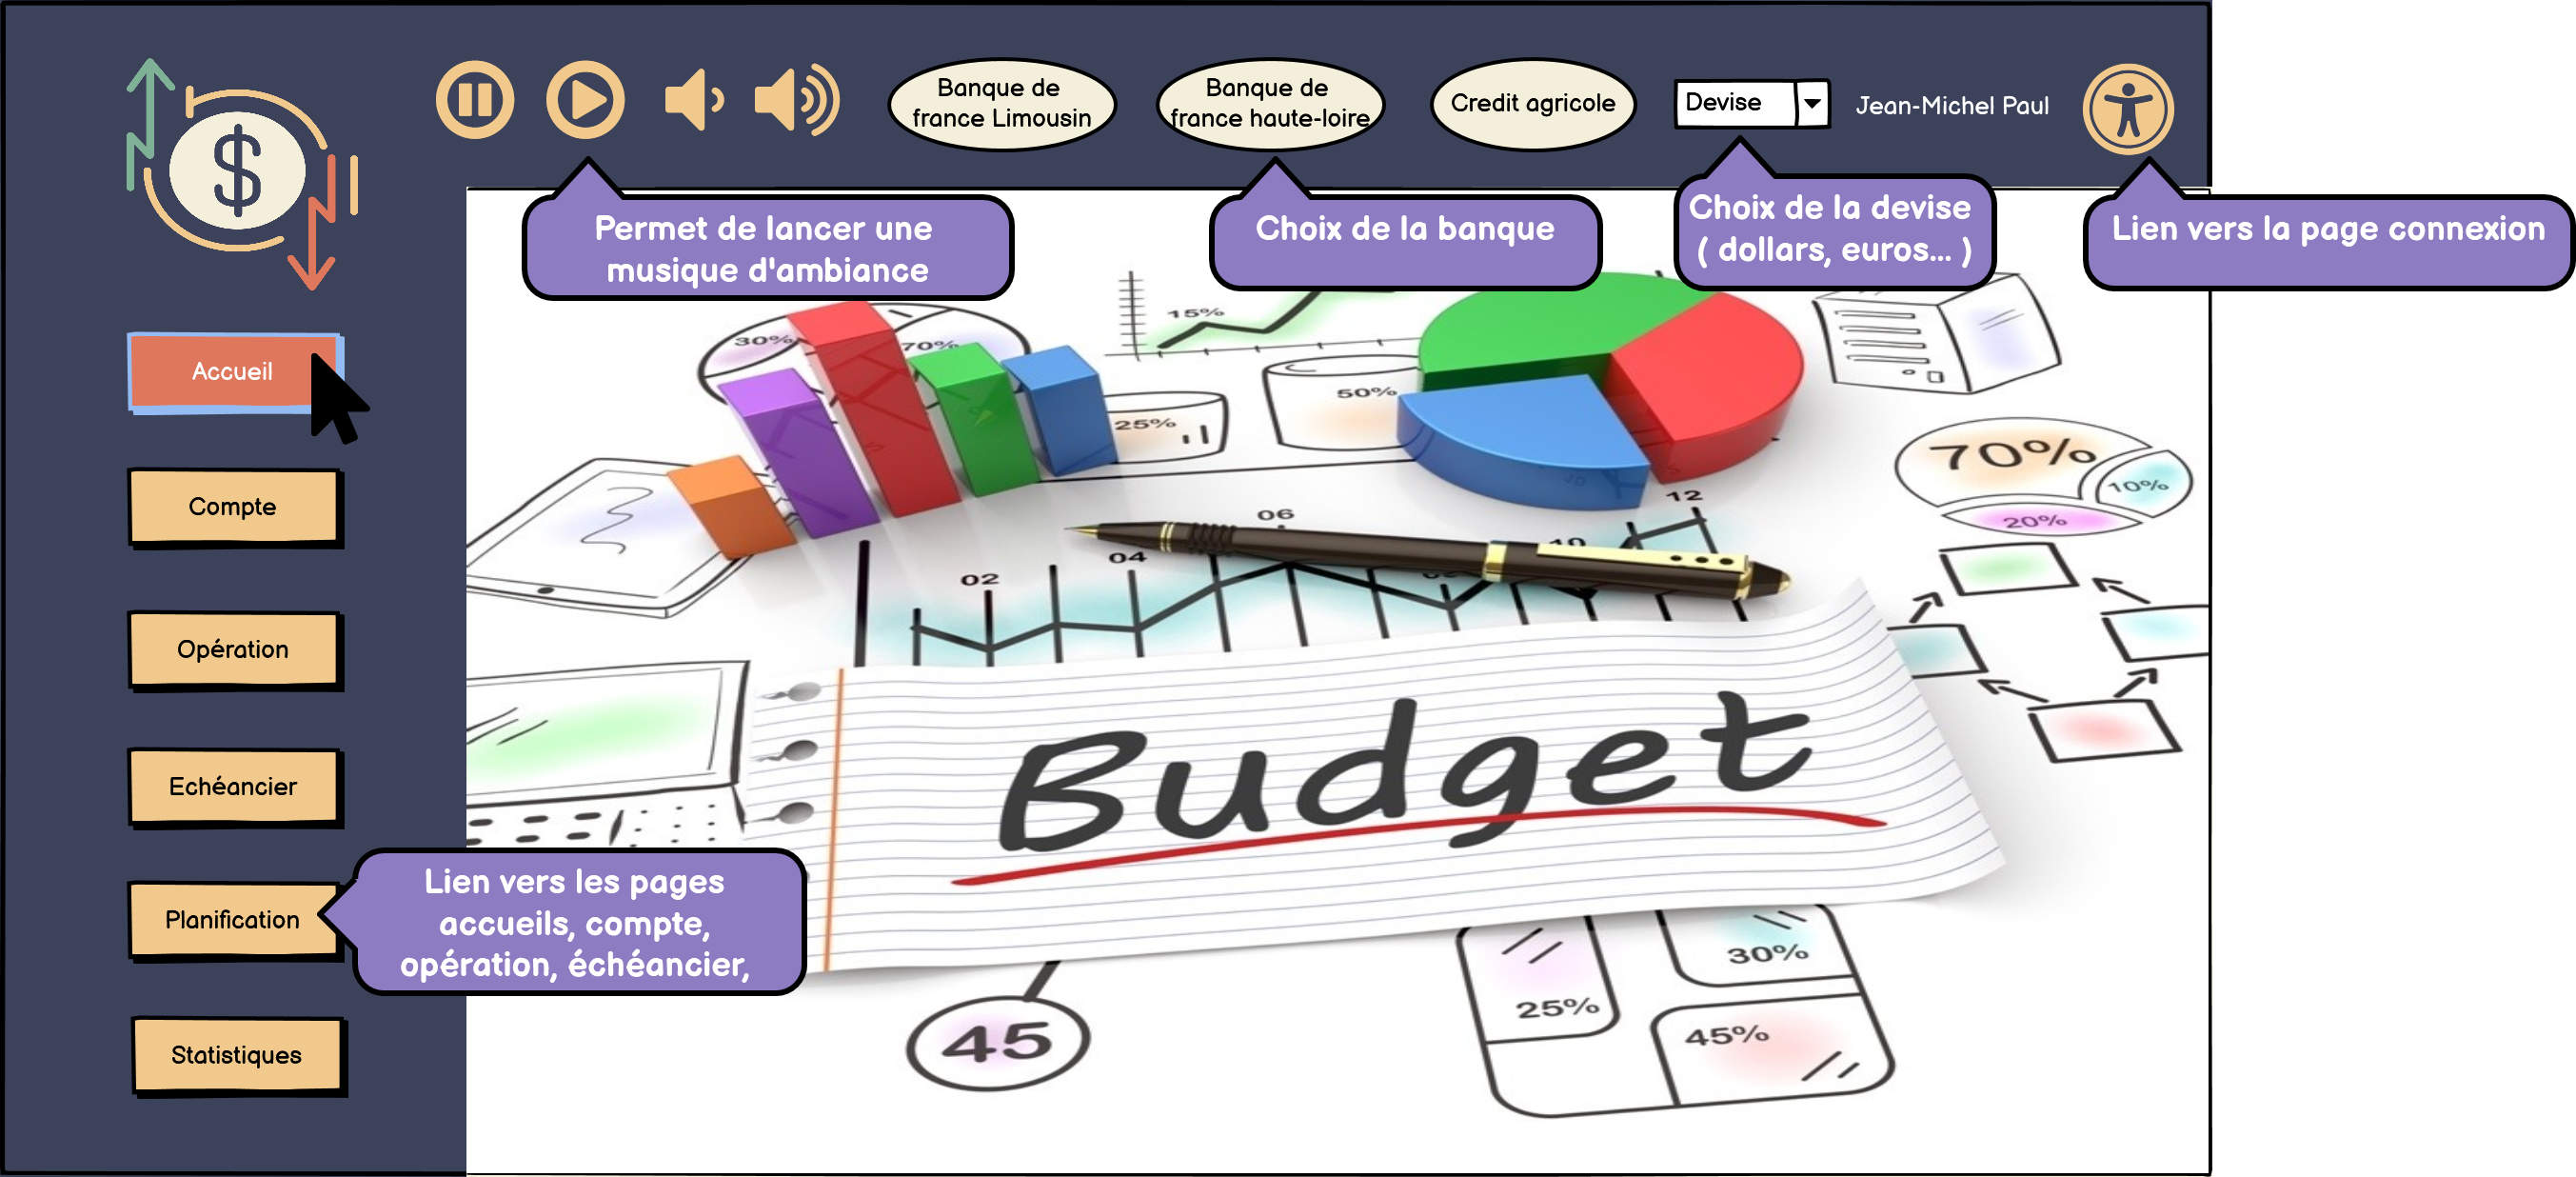 Banque de
france Limousin
Banque de
france haute-loire
Credit agricole
Devise
Jean-Michel Paul
$
Permet de lancer une
musique d'ambiance
Choix de la banque
Choix de la devise
( dollars, euros... )
Lien vers la page connexion
Accueil
Compte
Opération
Echéancier
Planification
Statistiques
Lien vers les pages
accueils, compte,
opération, échéancier,
30%
70%
15%
25%
50%
70%
10%
20%
02
04
06
10
12
Budget
45
25%
30%
45%